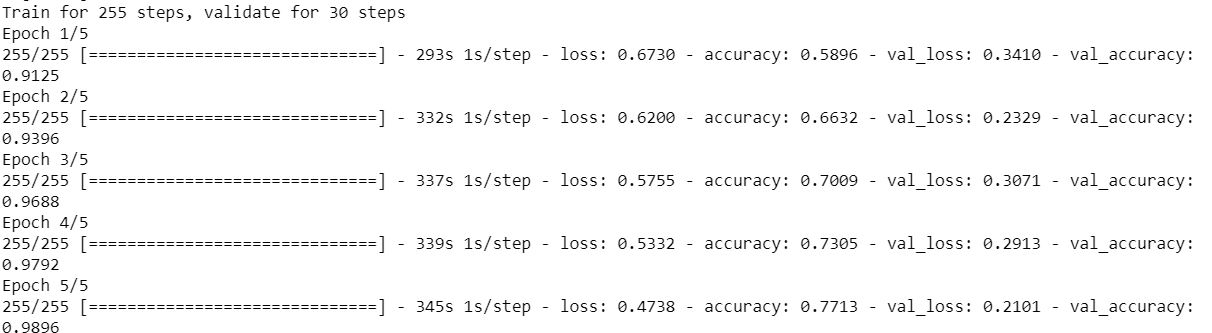 Train for 255 steps, validate for 30 steps
Epoch 1/5
255/255 [==============================] - 293s 1s/step - loss: 0.6730 - accuracy: 0.5896 - val_loss: 0.3410 - val_accuracy:
0.9125
Epoch 2/5
255/255 [==============================] - 332s 1s/step - loss: 0.6200 - accuracy: 0.6632 - val_loss: 0.2329 - val_accuracy:
0.9396
Epoch 3/5
255/255 [==============================] - 337s 1s/step - loss: 0.5755 - accuracy: 0.7009 - val_loss: 0.3071 - val_accuracy:
0.9688
Epoch 4/5
255/255 [==============================] - 339s 1s/step - loss: 0.5332 - accuracy: 0.7305 - val_loss: 0.2913 - val_accuracy:
0.9792
Epoch 5/5
255/255 [==============================] - 345s 1s/step - loss: 0.4738 - accuracy: 0.7713 - val_loss: 0.2101 - val_accuracy:
0.9896